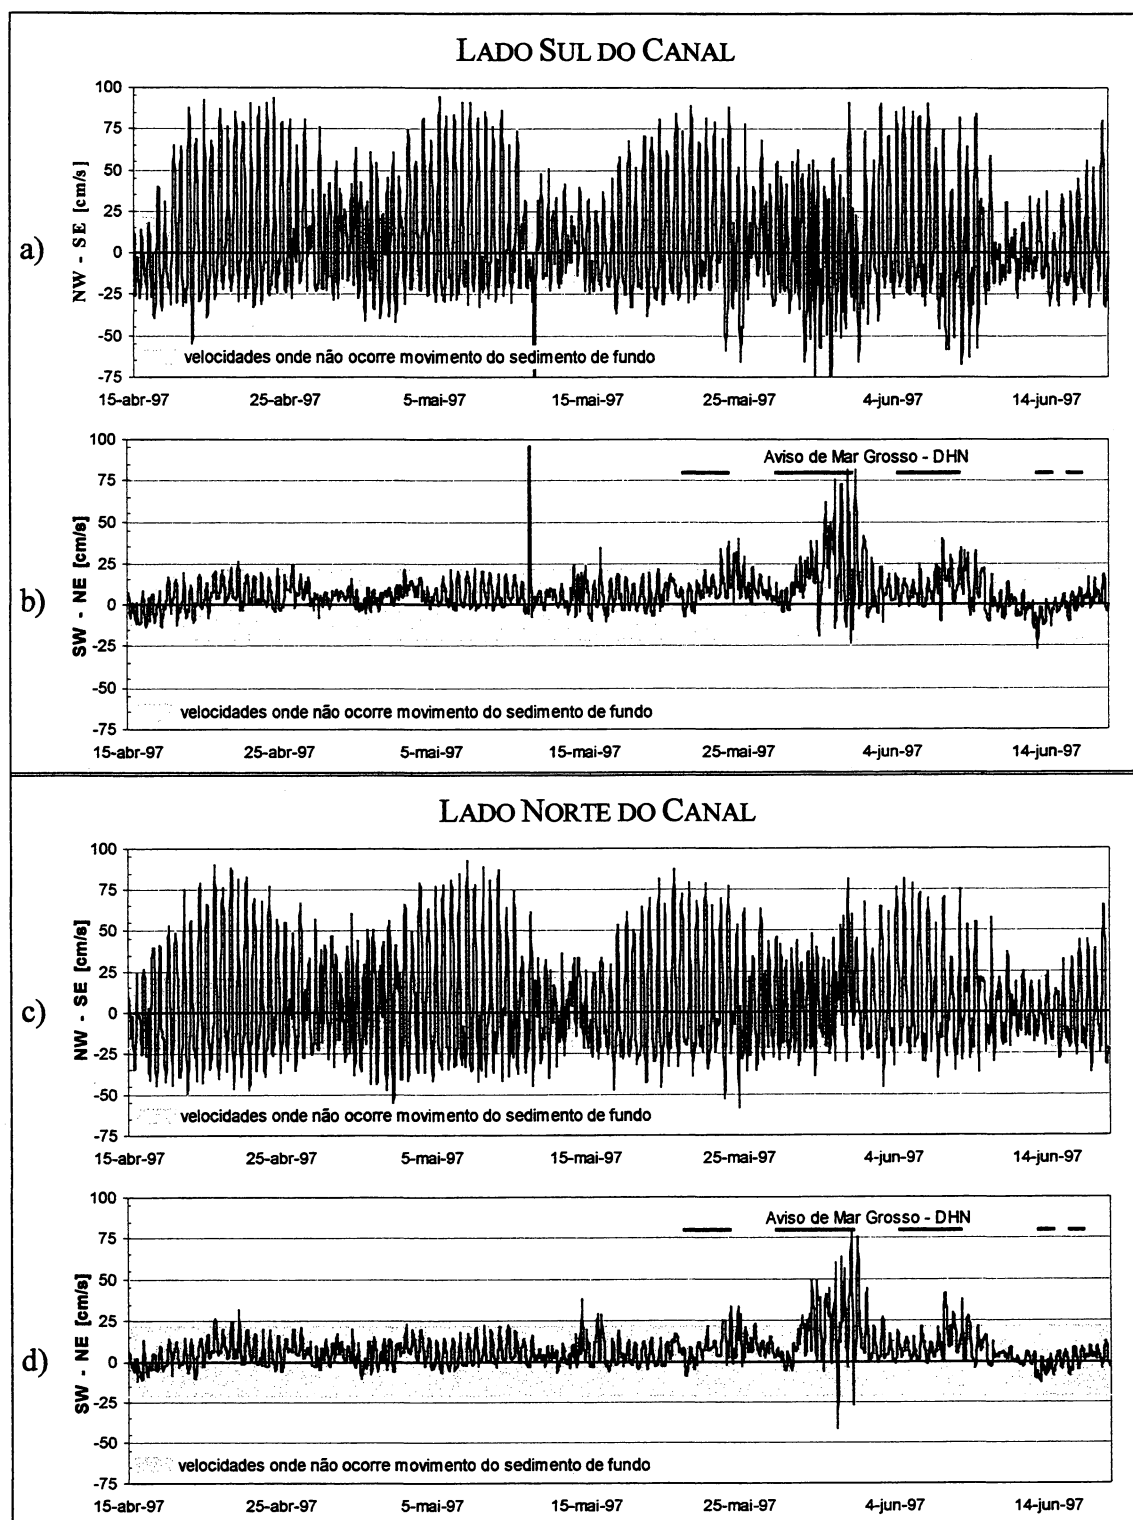 LADO SUL DO CANAL
a)
NW - SE [cm/s]
100
75
50
25
0
-25
-50
-75
velocidades onde não ocorre movimento do sedimento de fundo
15-abr-97 25-abr-97 5-mai-97 15-mai-97 25-mai-97 4-jun-97 14-jun-97
b)
SW - NE [cm/s]
100
75
50
25
0
-25
-50
-75
Aviso de Mar Grosso - DHN
velocidades onde não ocorre movimento do sedimento de fundo
15-abr-97 25-abr-97 5-mai-97 15-mai-97 25-mai-97 4-jun-97 14-jun-97
LADO NORTE DO CANAL
c)
NW - SE [cm/s]
100
75
50
25
0
-25
-50
-75
velocidades onde não ocorre movimento do sedimento de fundo
15-abr-97 25-abr-97 5-mai-97 15-mai-97 25-mai-97 4-jun-97 14-jun-97
d)
SW - NE [cm/s]
100
75
50
25
0
-25
-50
-75
Aviso de Mar Grosso - DHN
velocidades onde não ocorre movimento do sedimento de fundo
15-abr-97 25-abr-97 5-mai-97 15-mai-97 25-mai-97 4-jun-97 14-jun-97